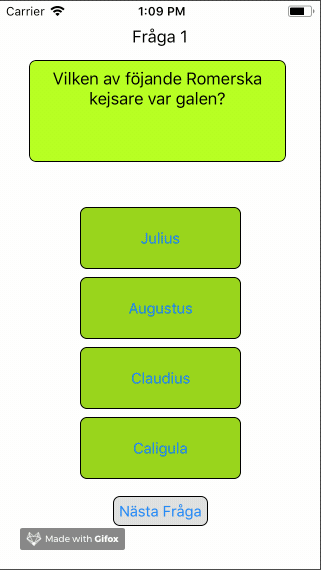 Carrier 1:09 PM
Fråga 1
Vilken av föjande Romerska
kejsare var galen?
Julius
Augustus
Claudius
Caligula
Nästa Fråga
Made with Gifox